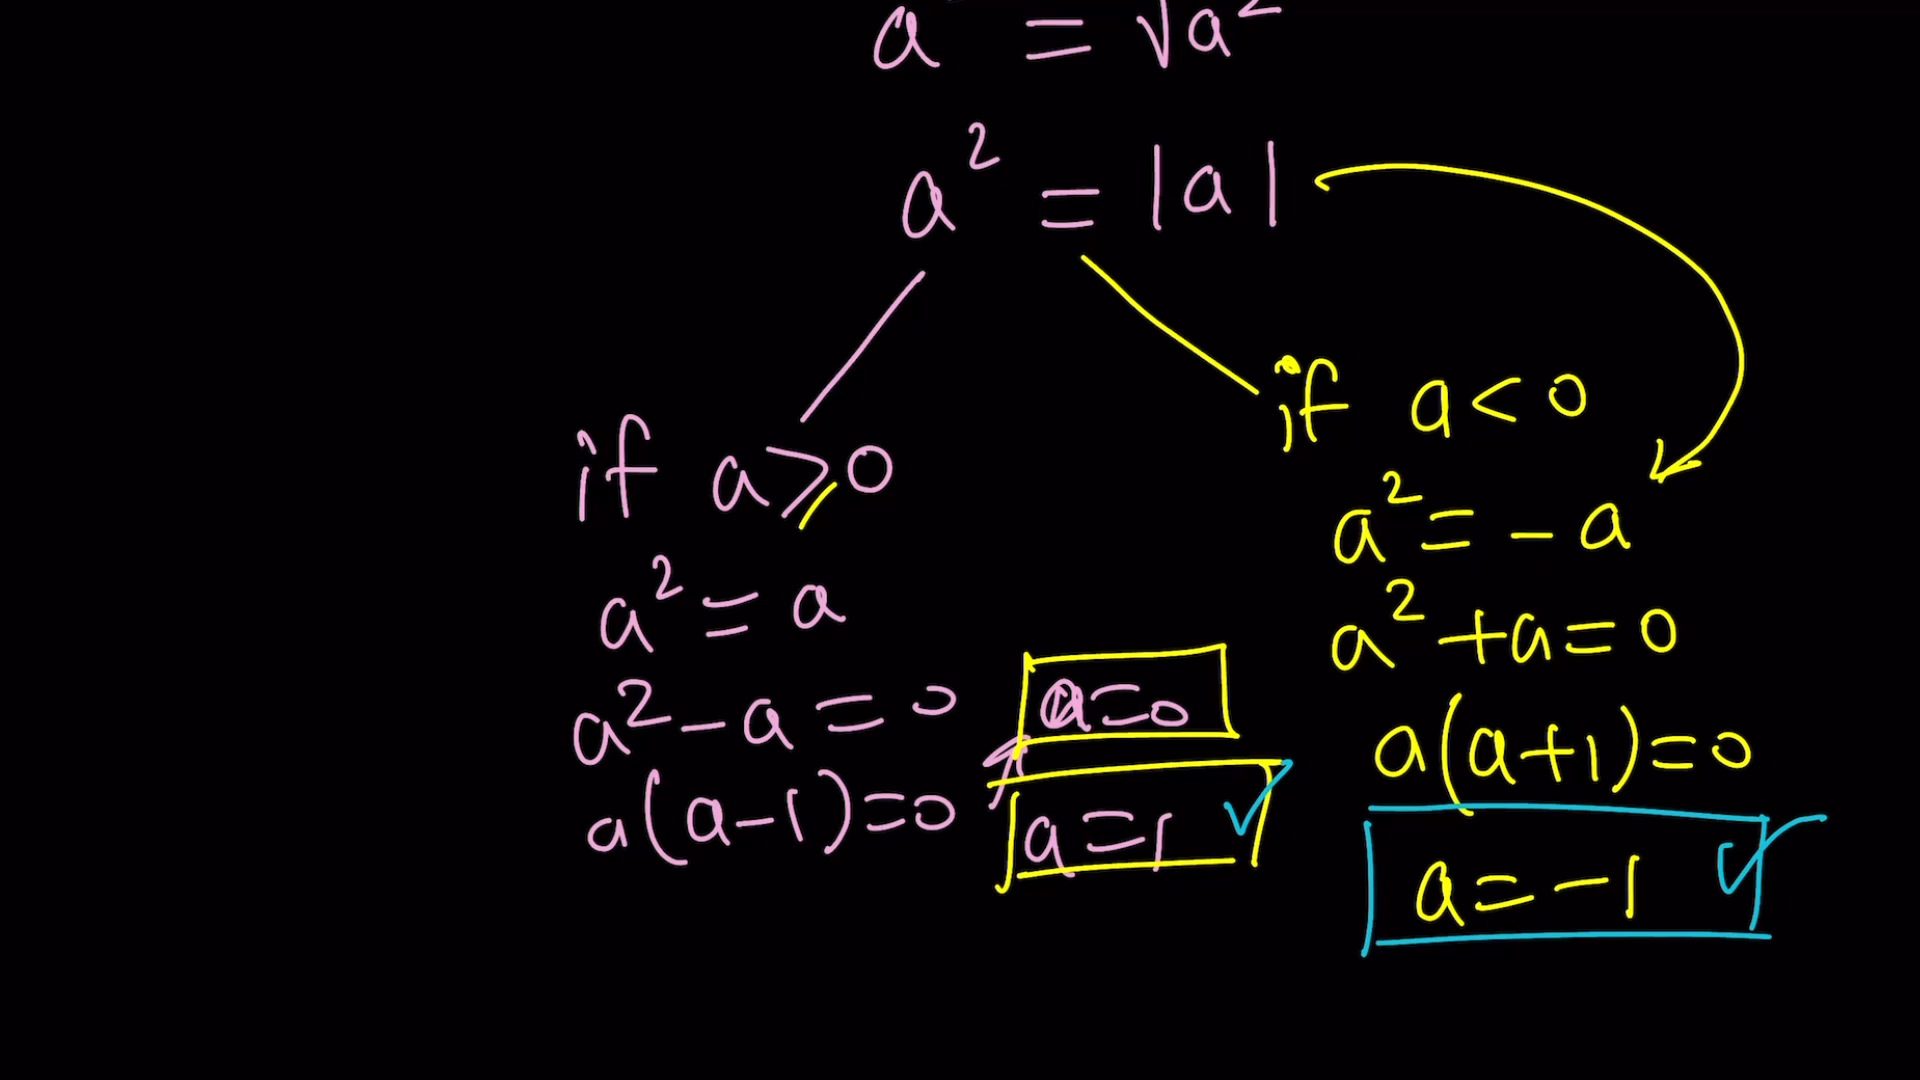 a = √a²
a² = |a|
if a ≥ 0
a² = a
a² - a = 0
a(a-1)=0
a=0
a=1
if a < 0
a² = -a
a² + a = 0
a(a+1)=0
a = -1